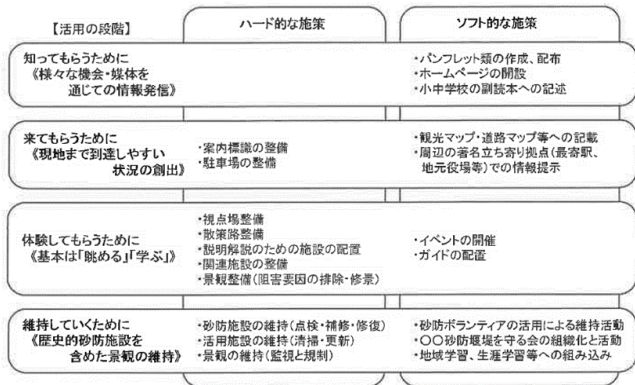 【活用の段階】
ハード的な施策
ソフト的な施策
知ってもらうために
《様々な機会・媒体を
通じての情報発信》
・パンフレット類の作成、配布
・ホームページの開設
・小中学校の副読本への記述
来てもらうために
《現地まで到達しやすい
状況の創出》
・案内標識の整備
・駐車場の整備
・観光マップ・道路マップ等への記載
・周辺の著名立ち寄り拠点(最寄駅、
地元役場等)での情報提示
体験してもらうために
《基本は「眺める」「学ぶ」》
・視点場整備
・散策路整備
・説明解説のための施設の配置
・関連施設の整備
・景観整備(阻害要因の排除・修景)
・イベントの開催
・ガイドの配置
維持していくために
《歴史的砂防施設を
含めた景観の維持》
・砂防施設の維持(点検・補修・修復)
・活用施設の維持(清掃・更新)
・景観の維持(監視と規制)
・砂防ボランティアの活用による維持活動
・〇〇砂防堰堤を守る会の組織化と活動
・地域学習、生涯学習等への組み込み